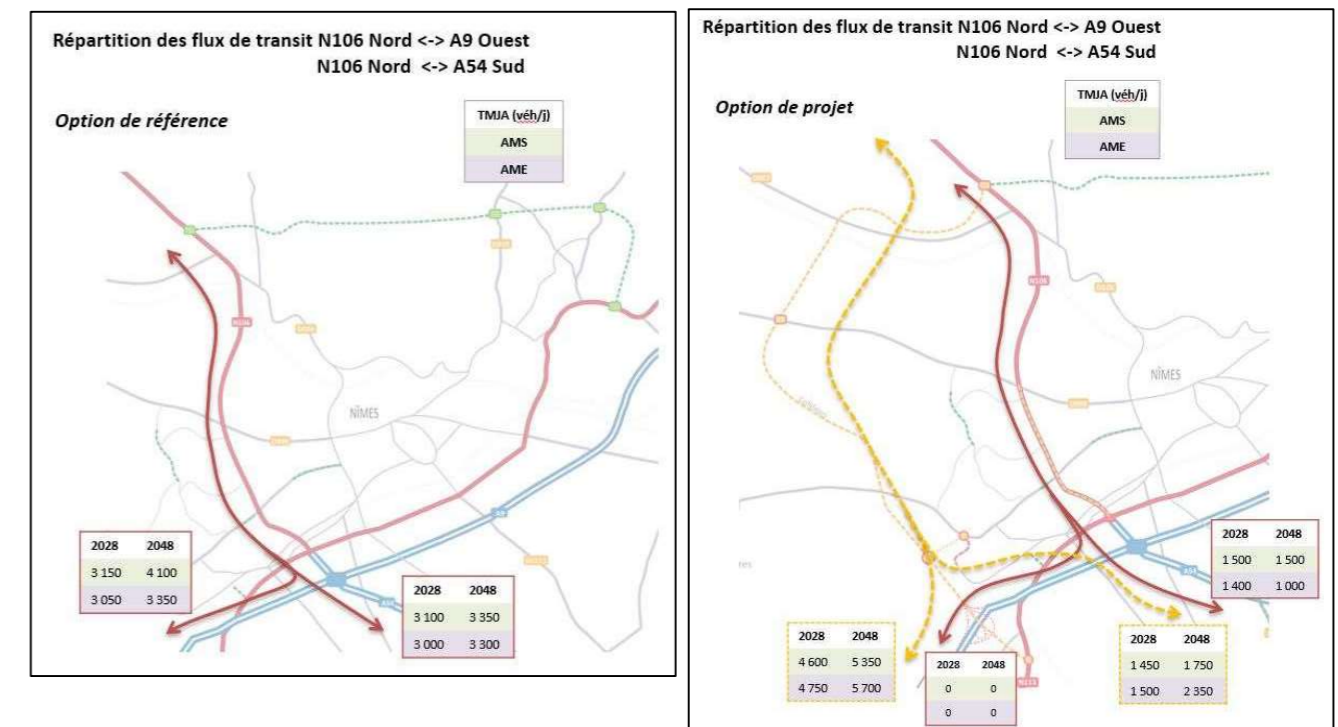 Répartition des flux de transit N106 Nord <-> A9 Ouest
N106 Nord <-> A54 Sud
Option de référence
TMJA (véh/j)
AMS
AME
N106
NÎMES
A9
2028 2048
3 150 4 100
3 050 3 350
2028 2048
3 100 3 350
3 000 3 300
Répartition des flux de transit N106 Nord <-> A9 Ouest
N106 Nord <-> A54 Sud
Option de projet
TMJA (véh/j)
AMS
AME
N106
NÎMES
A54
N113
2028 2048
1 500 1 500
1 400 1 000
2028 2048
4 600 5 350
4 750 5 700
2028 2048
0 0
0 0
2028 2048
1 450 1 750
1 500 2 350